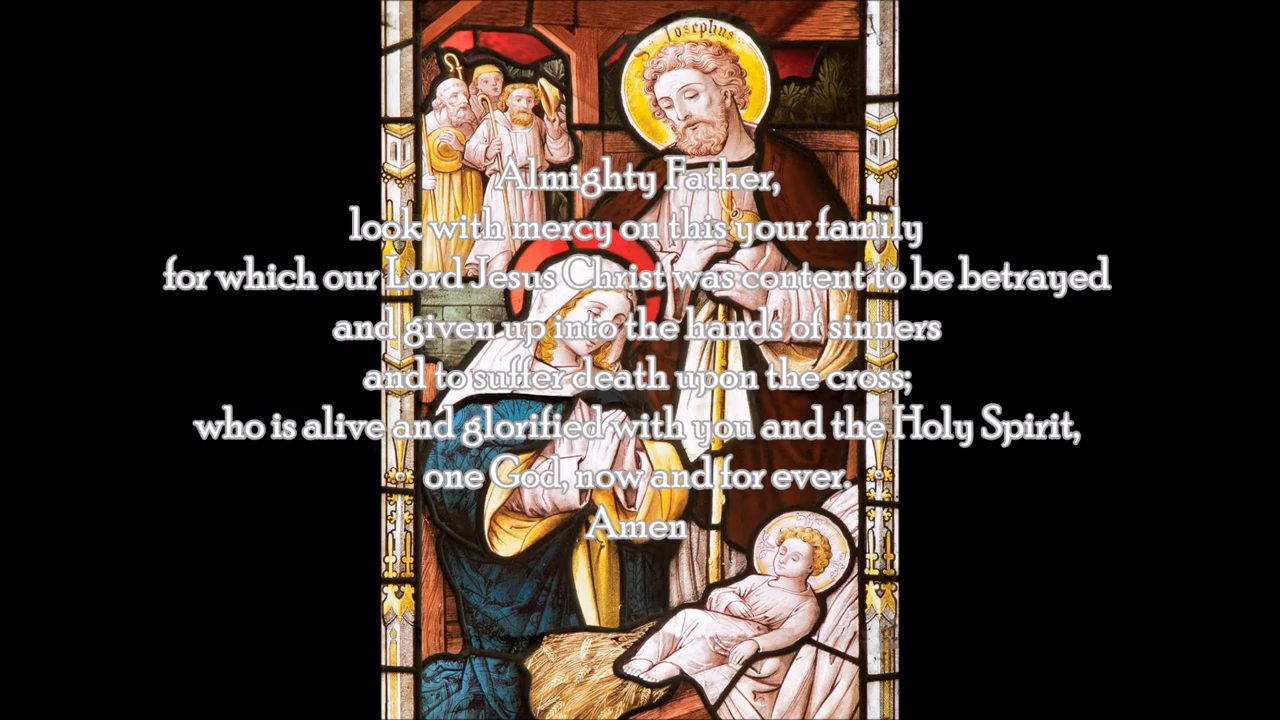 S. Josephus
Almighty Father,
look with mercy on this your family
for which our Lord Jesus Christ was content to be betrayed
and given up into the hands of sinners
and to suffer death upon the cross;
who is alive and glorified with you and the Holy Spirit,
one God, now and for ever.
Amen